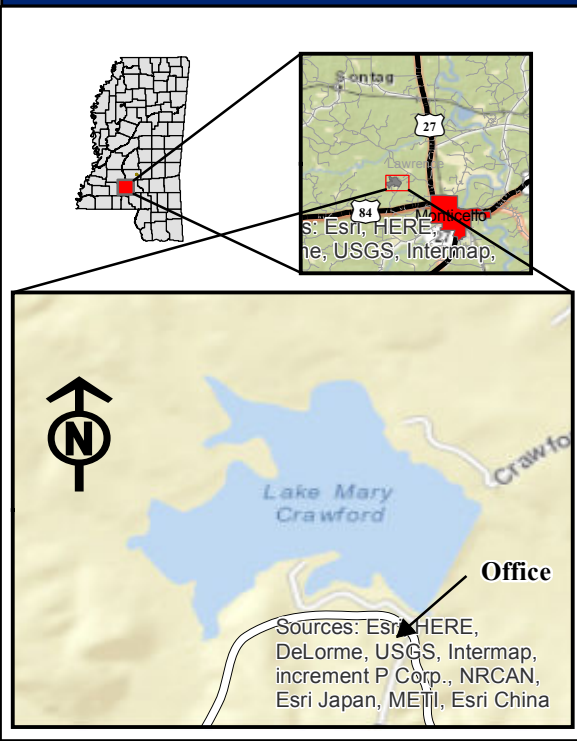 Sontag
27
Lawrence
84
Monticello
s: Esri, HERE,
27
ne, USGS, Intermap,
N
Lake Mary
Crawford
Crawfo
Office
Sources: Esri, HERE,
DeLorme, USGS, Intermap,
increment P Corp., NRCAN,
Esri Japan, METI, Esri China